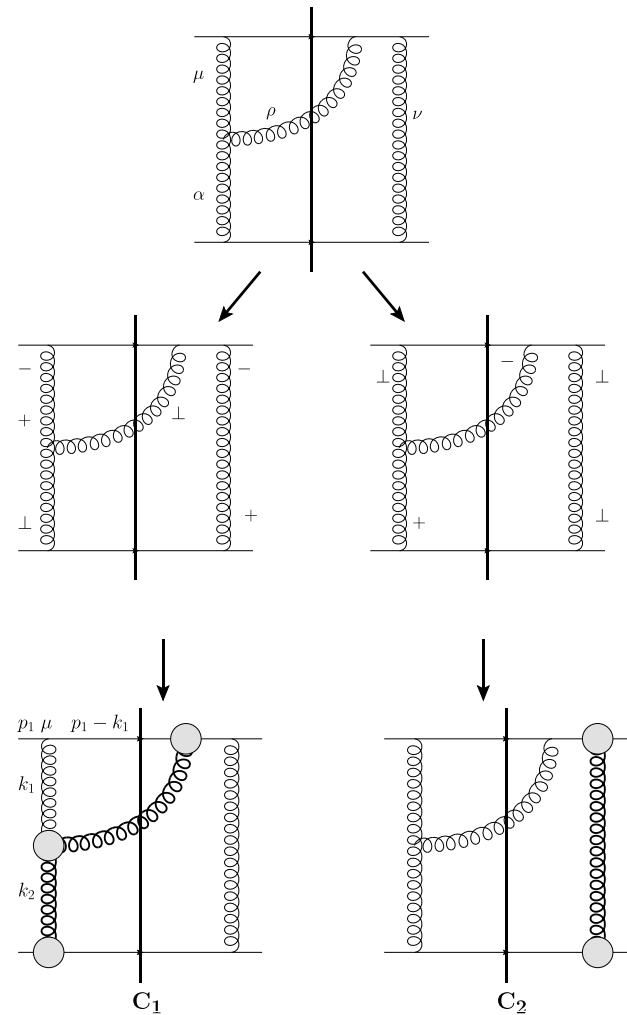 μ
ρ
ν
α
− ⊥ −
+ ⊥
⊥ +
⊥ − ⊥
+ ⊥
p₁ μ p₁ − k₁
k₁
k₂
C₁ C₂